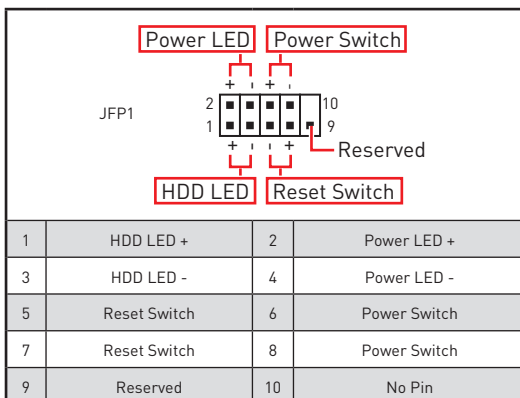 Power LED Power Switch
+ - + -
JFP1
2 10
1 9
+ - - +
Reserved
HDD LED Reset Switch
1 HDD LED + 2 Power LED +
3 HDD LED - 4 Power LED -
5 Reset Switch 6 Power Switch
7 Reset Switch 8 Power Switch
9 Reserved 10 No Pin